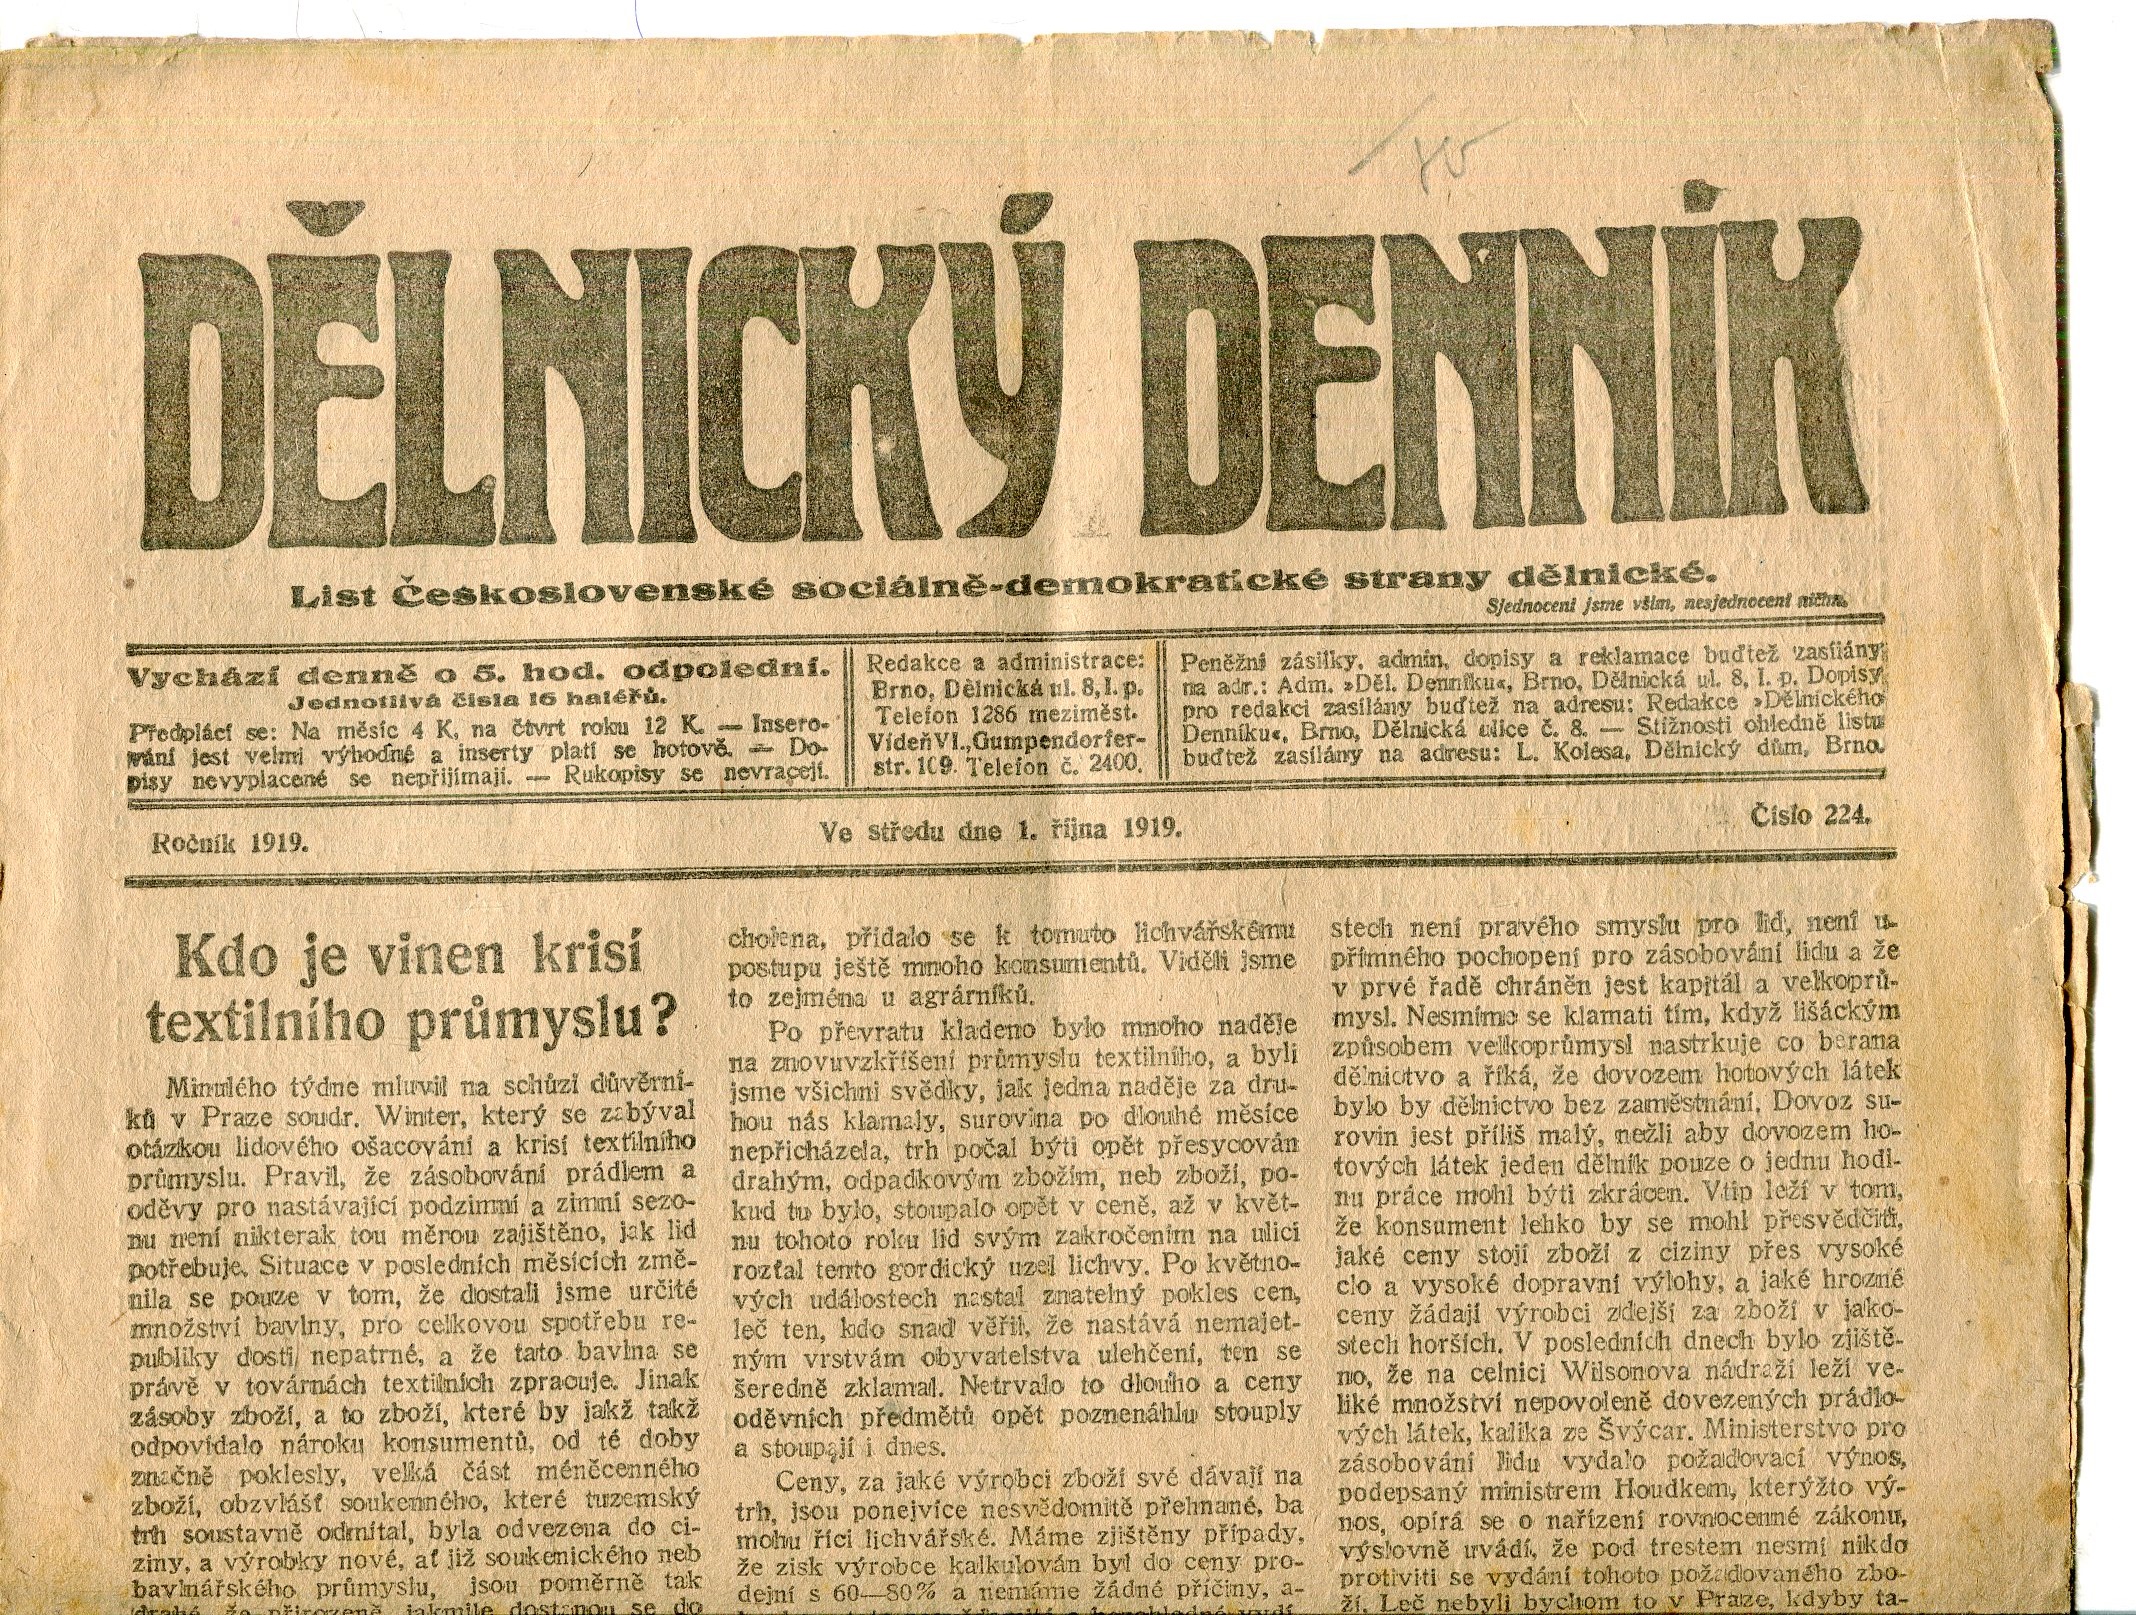 DĚLNICKÝ DENNÍK
List Československé sociálně-demokratické strany dělnické.
Sjednoceni jsme vším, nesjednoceni ničím.
Vychází denně o 5. hod. odpolední.
Jednotlivá čísla 16 haléřů.
Předplácí se: Na měsíc 4 K, na čtvrt roku 12 K. — Insero-
vání jest velmi výhodné a inserty platí se hotově. — Do-
pisy nevyplacené se nepřijímají. — Rukopisy se nevracejí.
Redakce a administrace:
Brno, Dělnická ul. 8, I. p.
Telefon 1286 meziměst.
Vídeň VI., Gumpendorfer-
str. 109. Telefon č. 2400.
Peněžní zásilky, admin. dopisy a reklamace buďtež zasílány
na adr.: Adm. »Děl. Denníku«, Brno, Dělnická ul. 8, I. p. Dopisy
pro redakci zasílány buďtež na adresu: Redakce »Dělnického
Denníku«, Brno, Dělnická ulice č. 8. — Stížnosti ohledně listu
buďtež zasílány na adresu: L. Kolesa, Dělnický dům, Brno.
Ročník 1919.
Ve středu dne 1. října 1919.
Číslo 224.
Kdo je vinen krisí
textilního průmyslu?
Minulého týdne mluvil na schůzi důvěrní-
ků v Praze soudr. Winter, který se zabýval
otázkou lidového ošacování a krisí textilního
průmyslu. Pravil, že zásobování prádlem a
oděvy pro nastávající podzimní a zimní sezo-
nu není nikterak tou měrou zajištěno, jak lid
potřebuje. Situace v posledních měsících změ-
nila se pouze v tom, že dostali jsme určité
množství bavlny, pro celkovou spotřebu re-
publiky dosti nepatrné, a že tato bavlna se
právě v továrnách textilních zpracuje. Jinak
zásoby zboží, a to zboží, které by jakž takž
odpovídalo nároku konsumentů, od té doby
značně poklesly, velká část méněcenného
zboží, obzvlášť soukenného, které tuzemský
trh soustavně odmítal, byla odvezena do ci-
ziny, a výrobky nové, ať již soukenického neb
bavlnářského průmyslu, jsou poměrně tak
drahé, že přirozeně, jakmile dostanou se do
chořena, přidalo se k tomuto lichvářskému
postupu ještě mnoho konsumentů. Viděli jsme
to zejména u agrárníků.
Po převratu kladeno bylo mnoho naděje
na znovuvzkříšení průmyslu textilního, a byli
jsme všichni svědky, jak jedna naděje za dru-
hou nás klamaly, surovina po dlouhé měsíce
nepřicházela, trh počal býti opět přesycován
drahým, odpadkovým zbožím, neb zboží, po-
kud tu bylo, stoupalo opět v ceně, až v květ-
nu tohoto roku lid svým zakročením na ulici
rozťal tento gordický uzel lichvy. Po květno-
vých událostech nastal znatelný pokles cen,
leč ten, kdo snad věřil, že nastává nemajet-
ným vrstvám obyvatelstva ulehčení, ten se
šeredně zklamal. Netrvalo to dlouho a ceny
oděvních předmětů opět poznenáhlu stouply
a stoupají i dnes.
Ceny, za jaké výrobci zboží své dávají na
trh, jsou ponejvíce nesvědomitě přehnané, ba
mohu říci lichvářské. Máme zjištěny případy,
že zisk výrobce kalkulován byl do ceny pro-
dejní s 60—80% a nemáme žádné příčiny, a-
stech není pravého smyslu pro lid, není u-
přímného pochopení pro zásobování lidu a že
v prvé řadě chráněn jest kapitál a velkoprů-
mysl. Nesmíme se klamati tím, když lišáckým
způsobem velkoprůmysl nastrkuje co berana
dělnictvo a říká, že dovozem hotových látek
bylo by dělnictvo bez zaměstnání. Dovoz su-
rovin jest příliš malý, nežli aby dovozem ho-
tových látek jeden dělník pouze o jednu hodi-
nu práce mohl býti zkrácen. Vtip leží v tom,
že konsument lehko by se mohl přesvědčiti,
jaké ceny stojí zboží z ciziny přes vysoké
clo a vysoké dopravní výlohy, a jaké hrozné
ceny žádají výrobci zdejší za zboží v jako-
stech horších. V posledních dnech bylo zjiště-
no, že na celnici Wilsonova nádraží leží ve-
liké množství nepovoleně dovezených prádlo-
vých látek, kalika ze Švýcar. Ministerstvo pro
zásobování lidu vydalo požadovací výnos,
podepsaný ministrem Houdkem, kterýžto vý-
nos, opírá se o nařízení rovnocenné zákonu,
výslovně uvádí, že pod trestem nesmí nikdo
protiviti se vydání tohoto požadovaného zbo-
ží. Leč nebyli bychom to v Praze, kdyby ta-